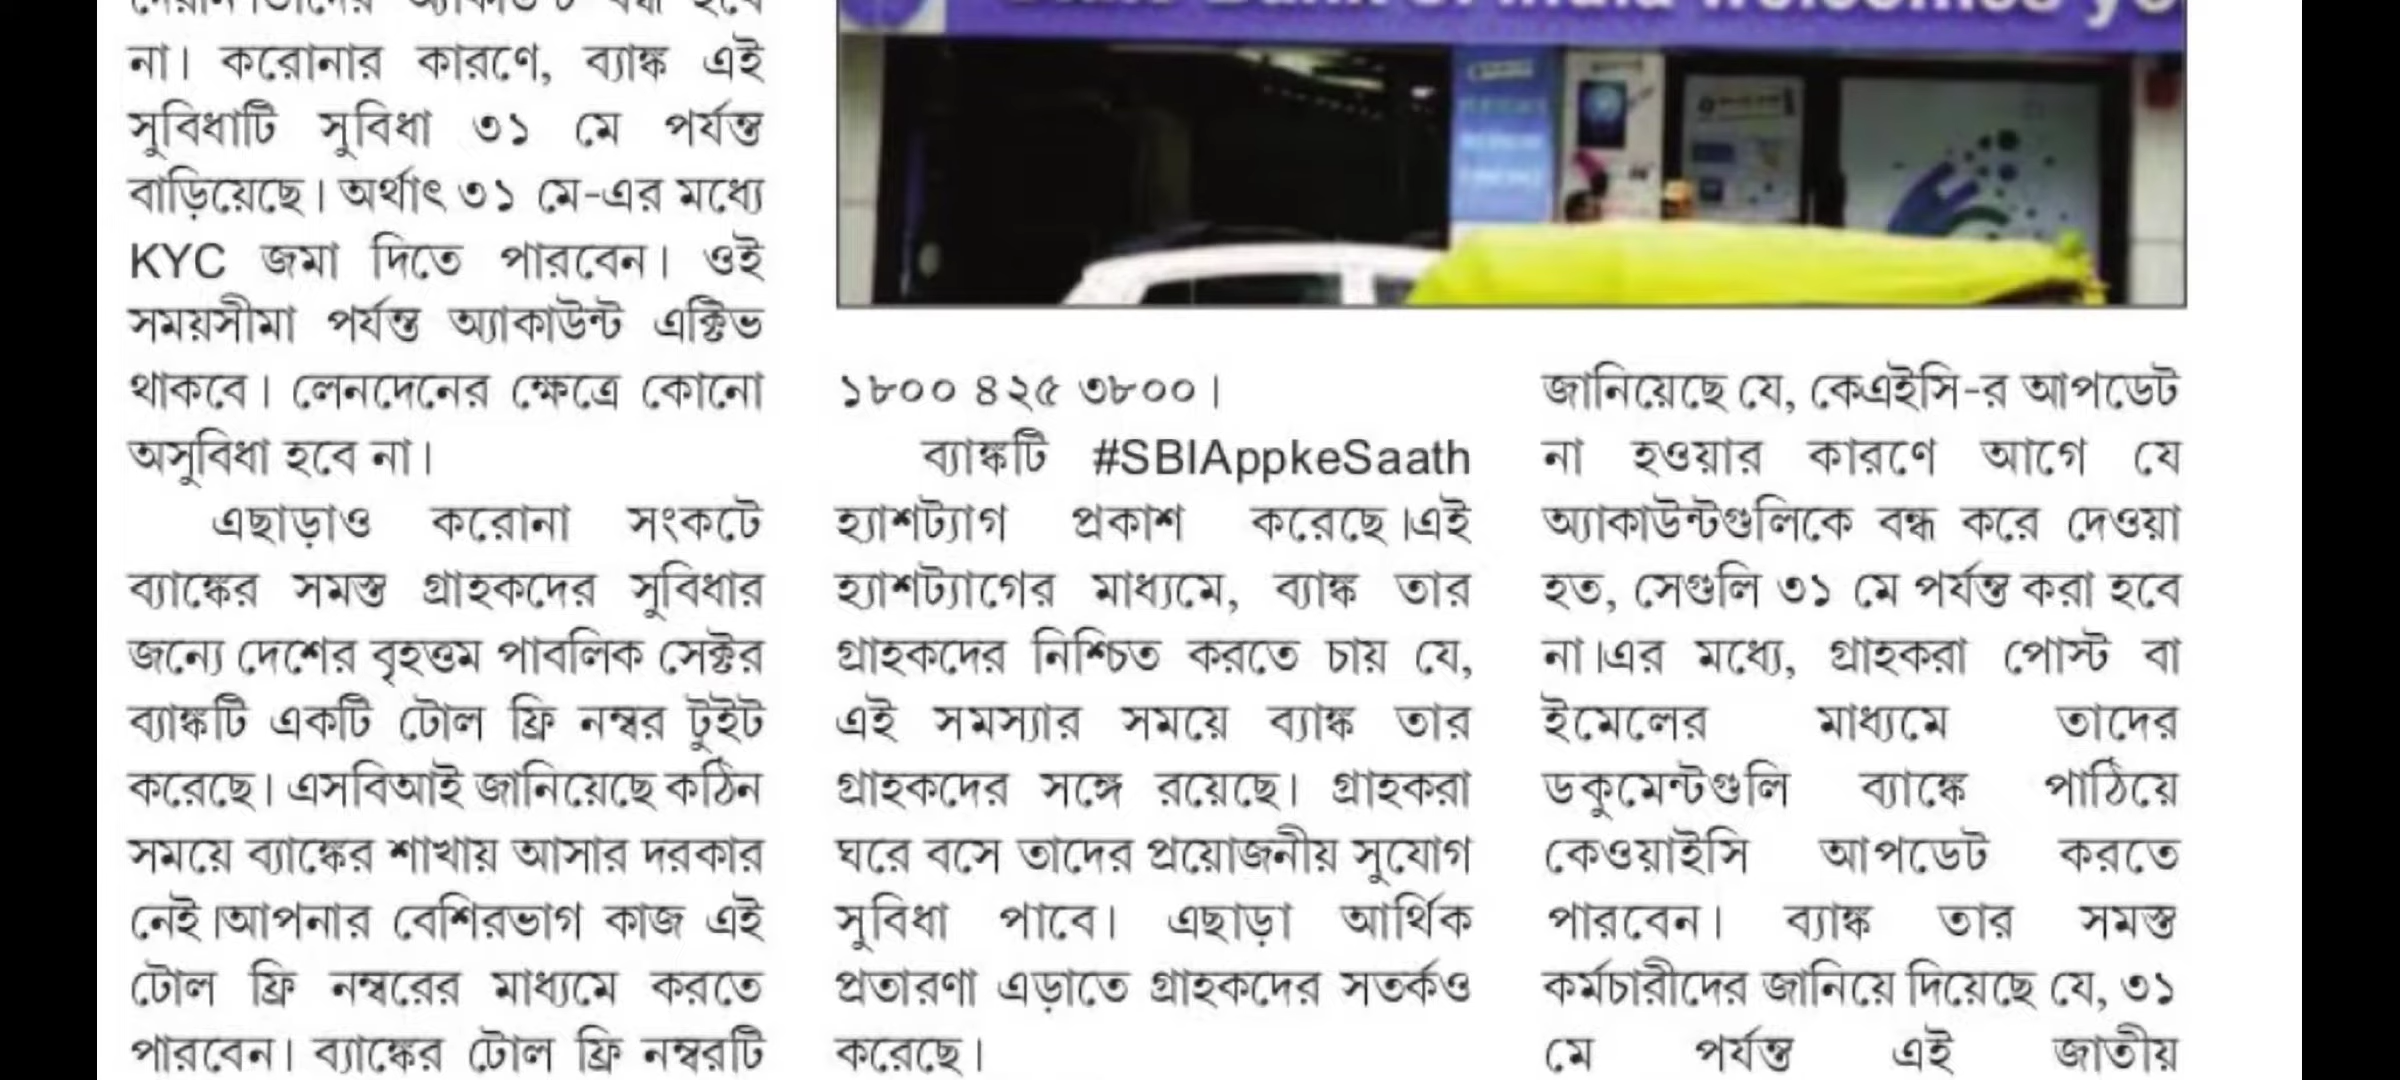 না। করোনার কারণে, ব্যাঙ্ক এই
সুবিধাটি সুবিধা ৩১ মে পর্যন্ত
বাড়িয়েছে। অর্থাৎ ৩১ মে-এর মধ্যে
KYC জমা দিতে পারবেন। ওই
সময়সীমা পর্যন্ত অ্যাকাউন্ট এক্টিভ
থাকবে। লেনদেনের ক্ষেত্রে কোনো
অসুবিধা হবে না।
এছাড়াও করোনা সংকটে
ব্যাঙ্কের সমস্ত গ্রাহকদের সুবিধার
জন্যে দেশের বৃহত্তম পাবলিক সেক্টর
ব্যাঙ্কটি একটি টোল ফ্রি নম্বর টুইট
করেছে। এসবিআই জানিয়েছে কঠিন
সময়ে ব্যাঙ্কের শাখায় আসার দরকার
নেই।আপনার বেশিরভাগ কাজ এই
টোল ফ্রি নম্বরের মাধ্যমে করতে
পারবেন। ব্যাঙ্কের টোল ফ্রি নম্বরটি
State Bank of India welcomes yo
১৮০০ ৪২৫ ৩৮০০।
ব্যাঙ্কটি #SBIAppkeSaath
হ্যাশট্যাগ প্রকাশ করেছে।এই
হ্যাশট্যাগের মাধ্যমে, ব্যাঙ্ক তার
গ্রাহকদের নিশ্চিত করতে চায় যে,
এই সমস্যার সময়ে ব্যাঙ্ক তার
গ্রাহকদের সঙ্গে রয়েছে। গ্রাহকরা
ঘরে বসে তাদের প্রয়োজনীয় সুযোগ
সুবিধা পাবে। এছাড়া আর্থিক
প্রতারণা এড়াতে গ্রাহকদের সতর্কও
করেছে।
জানিয়েছে যে, কেএইসি-র আপডেট
না হওয়ার কারণে আগে যে
অ্যাকাউন্টগুলিকে বন্ধ করে দেওয়া
হত, সেগুলি ৩১ মে পর্যন্ত করা হবে
না।এর মধ্যে, গ্রাহকরা পোস্ট বা
ইমেলের মাধ্যমে তাদের
ডকুমেন্টগুলি ব্যাঙ্কে পাঠিয়ে
কেওয়াইসি আপডেট করতে
পারবেন। ব্যাঙ্ক তার সমস্ত
কর্মচারীদের জানিয়ে দিয়েছে যে, ৩১
মে পর্যন্ত এই জাতীয়